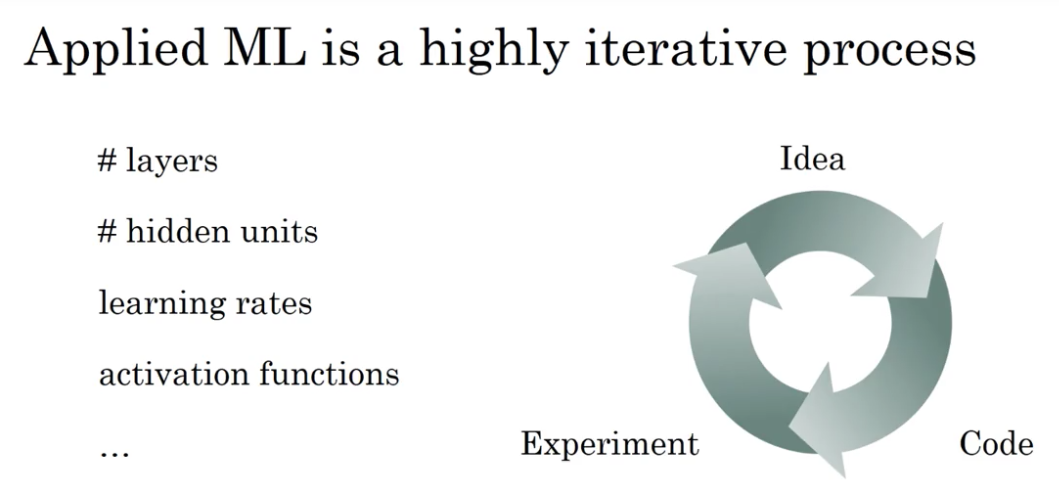 Applied ML is a highly iterative process
# layers
# hidden units
learning rates
activation functions
...
Idea
Experiment
Code